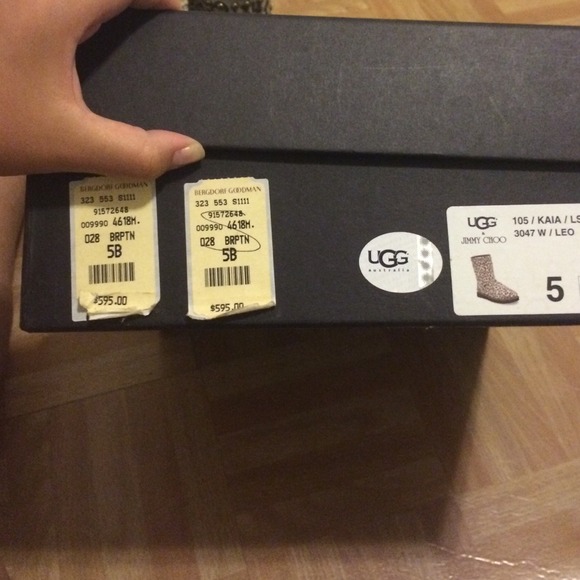 BERGDORF GOODMAN
323 553 S1111
91572648
009990 4618M.
028 BRPTN
5B
$595.00
BERGDORF GOODMAN
323 553 S1111
91572648
009990 4618M.
028 BRPTN
5B
$595.00
UGG
australia
UGG
&
JIMMY CHOO
105 / KAIA / LS
3047 W / LEO
5